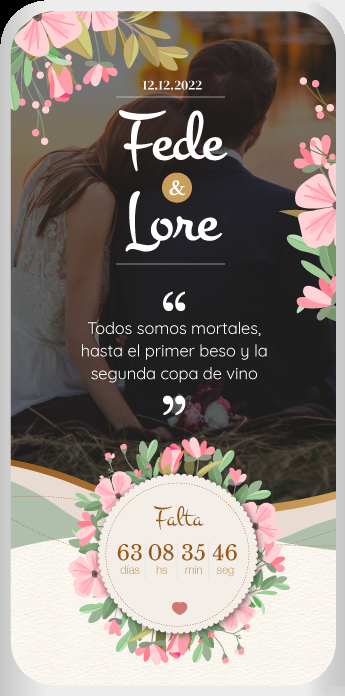 12.12.2022
Fede
&
Lore
“
Todos somos mortales,
hasta el primer beso y la
segunda copa de vino
”
Falta
63 08 35 46
días hs min seg